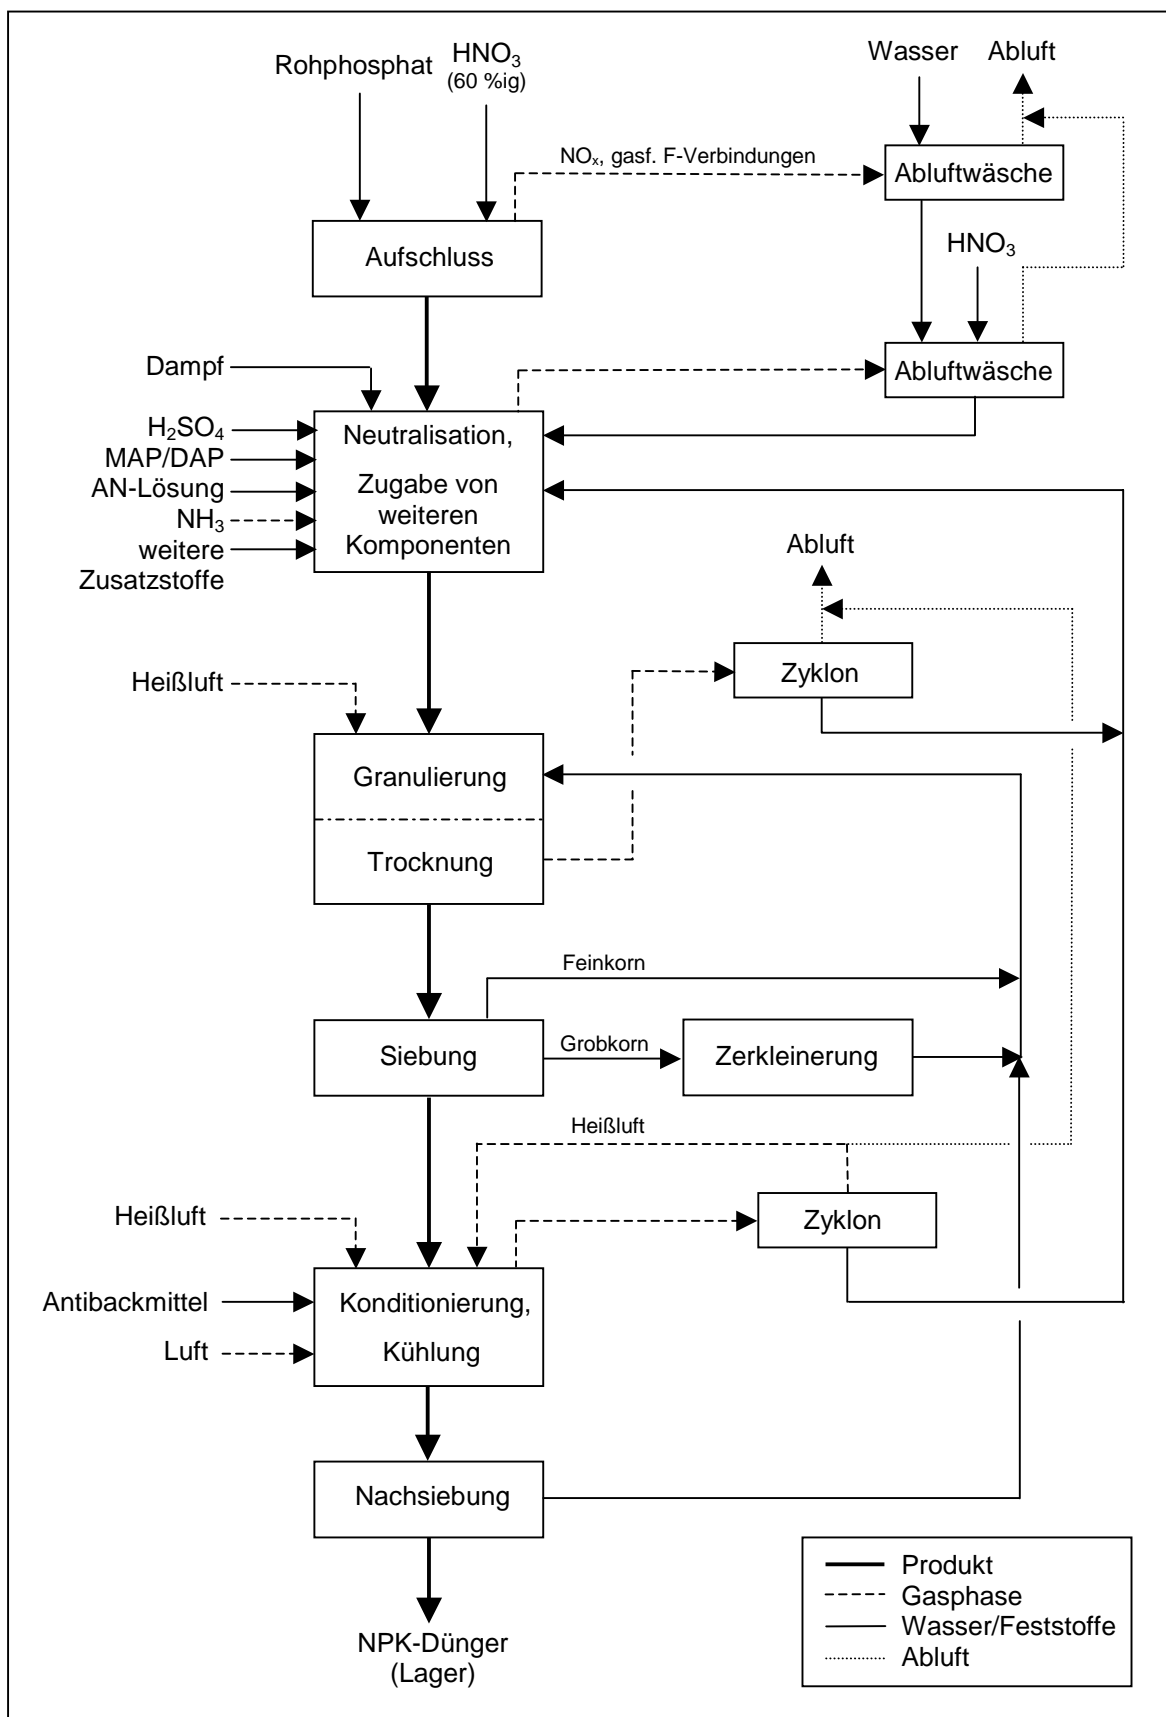 Rohphosphat
HNO₃
(60 %ig)
Wasser
Abluft
NOₓ, gasf. F-Verbindungen
Abluftwäsche
Aufschluss
HNO₃
Abluftwäsche
Dampf
H₂SO₄
MAP/DAP
AN-Lösung
NH₃
weitere
Zusatzstoffe
Neutralisation,
Zugabe von
weiteren
Komponenten
Abluft
Zyklon
Heißluft
Granulierung
Trocknung
Feinkorn
Siebung
Grobkorn
Zerkleinerung
Heißluft
Zyklon
Heißluft
Antibackmittel
Luft
Konditionierung,
Kühlung
Nachsiebung
NPK-Dünger
(Lager)
Produkt
Gasphase
Wasser/Feststoffe
Abluft